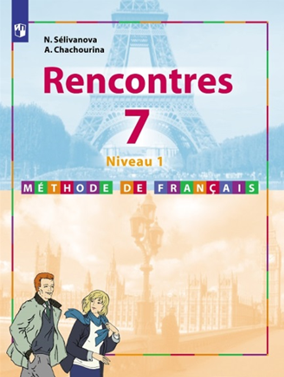 N. Sélivanova
A. Chachourina
Rencontres
7
Niveau 1
MÉTHODE DE FRANÇAIS